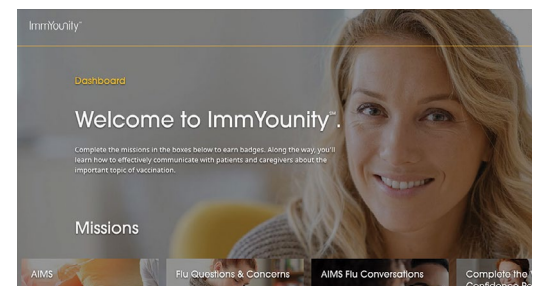 ImmYounity™
Dashboard
Welcome to ImmYounity℠.
Complete the missions in the boxes below to earn badges. Along the way, you'll
learn how to effectively communicate with patients and caregivers about the
important topic of vaccination.
Missions
AIMS
Flu Questions & Concerns
AIMS Flu Conversations
Complete the
Confidence